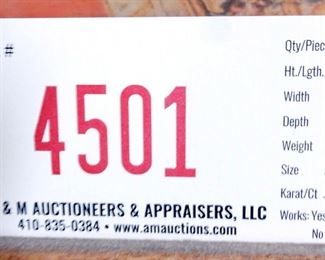 #
4501
& M AUCTIONEERS & APPRAISERS, LLC
410-835-0384 • www.amauctions.com
Qty/Piec
Ht./Lgth.
Width
Depth
Weight
Size
Karat/Ct .
Works: Yes
No